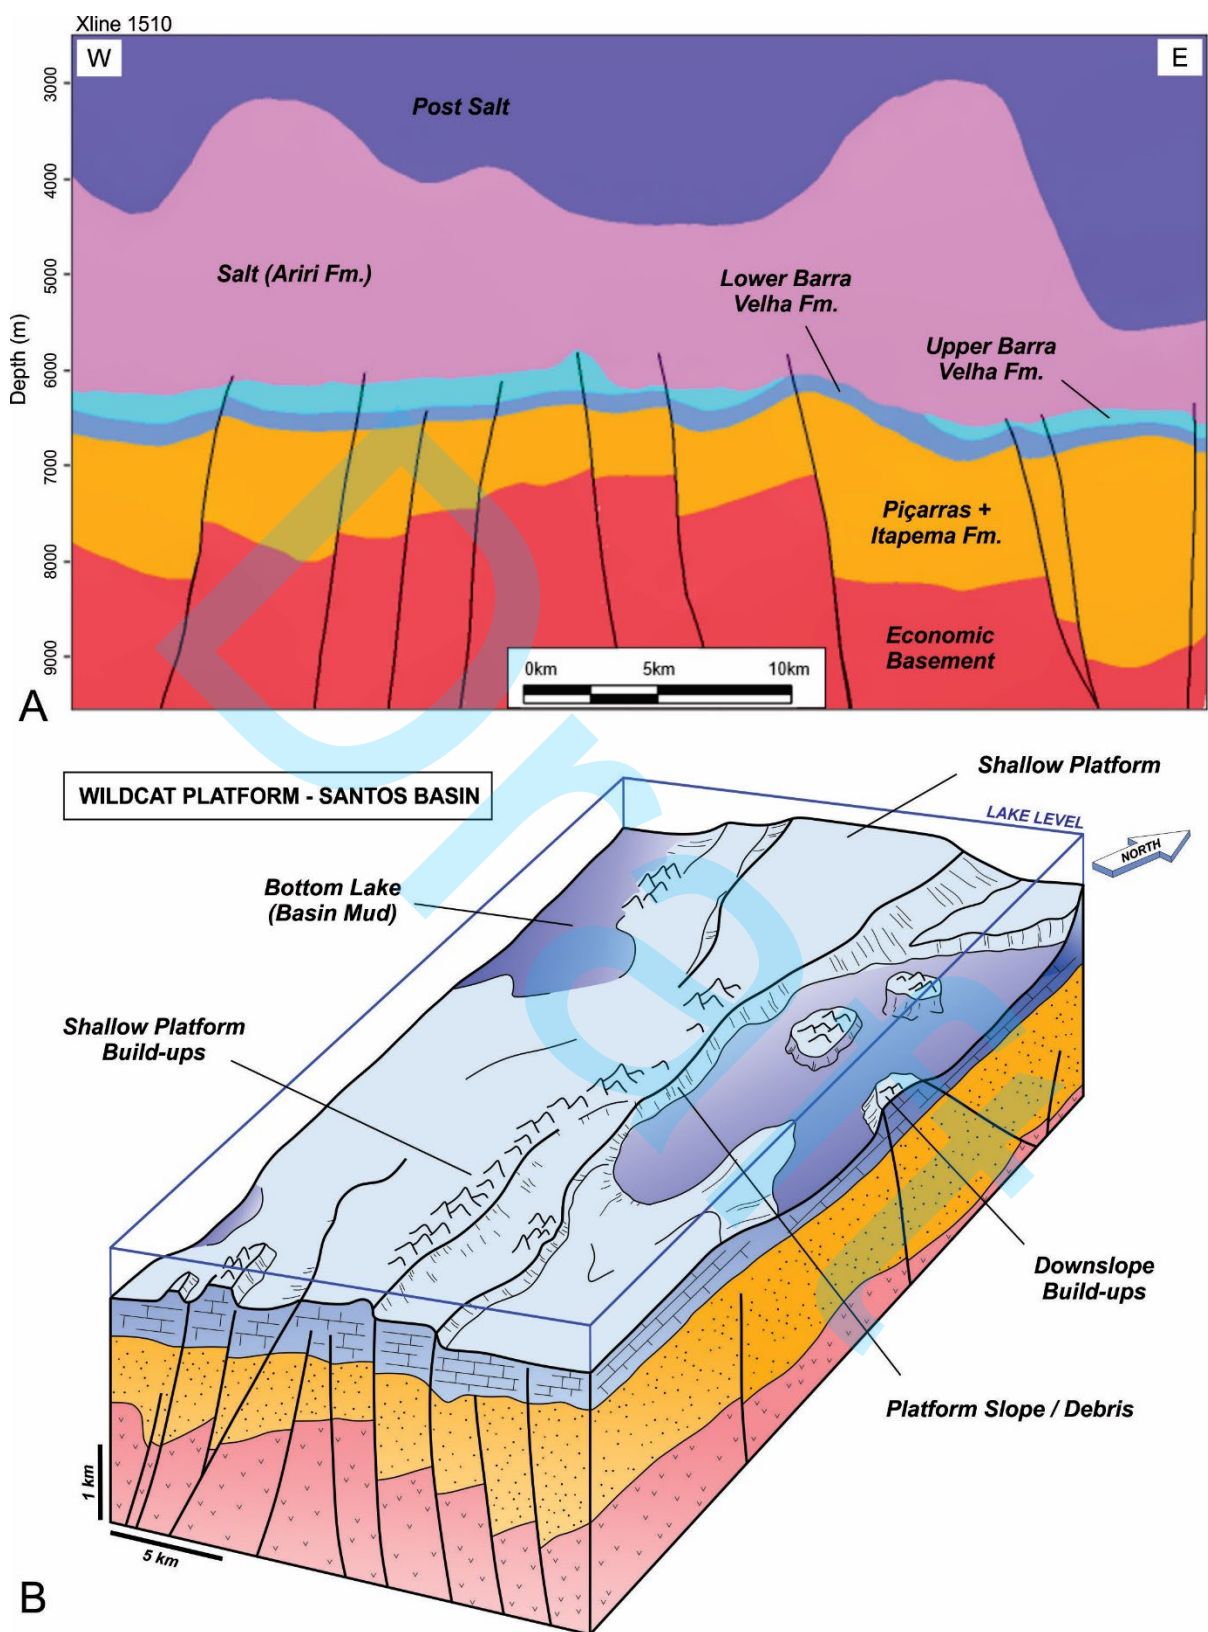 Xline 1510
W
E
3000
4000
5000
6000
7000
8000
9000
Depth (m)
Post Salt
Salt (Ariri Fm.)
Lower Barra
Velha Fm.
Upper Barra
Velha Fm.
Piçarras +
Itapema Fm.
Economic
Basement
0km
5km
10km
A
WILDCAT PLATFORM - SANTOS BASIN
Shallow Platform
LAKE LEVEL
NORTH
Bottom Lake
(Basin Mud)
Shallow Platform
Build-ups
Downslope
Build-ups
Platform Slope / Debris
1 km
5 km
B
Draft